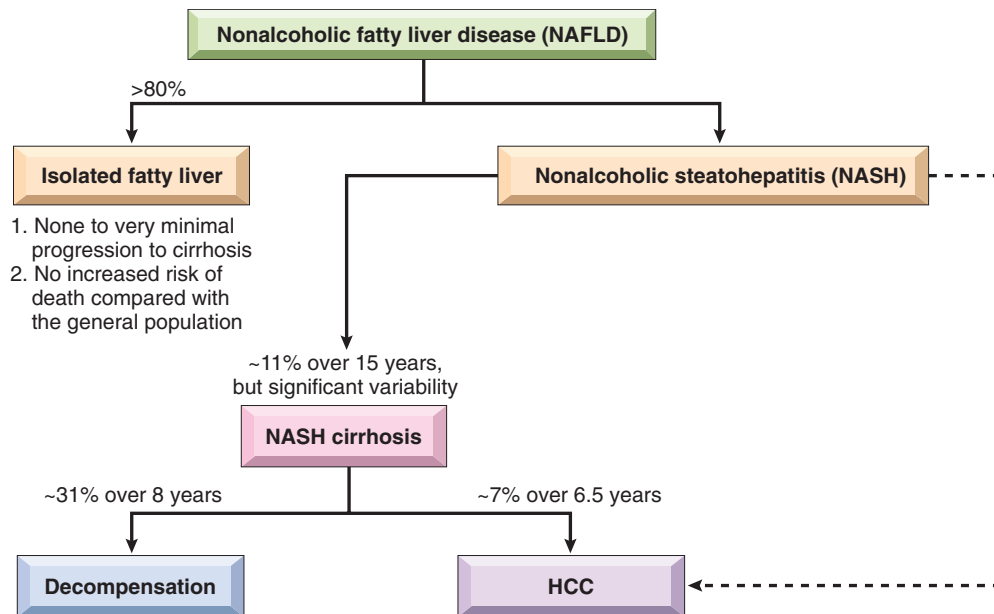 Nonalcoholic fatty liver disease (NAFLD)
>80%
Isolated fatty liver
Nonalcoholic steatohepatitis (NASH)
1. None to very minimal
progression to cirrhosis
2. No increased risk of
death compared with
the general population
~11% over 15 years,
but significant variability
NASH cirrhosis
~31% over 8 years
~7% over 6.5 years
Decompensation
HCC